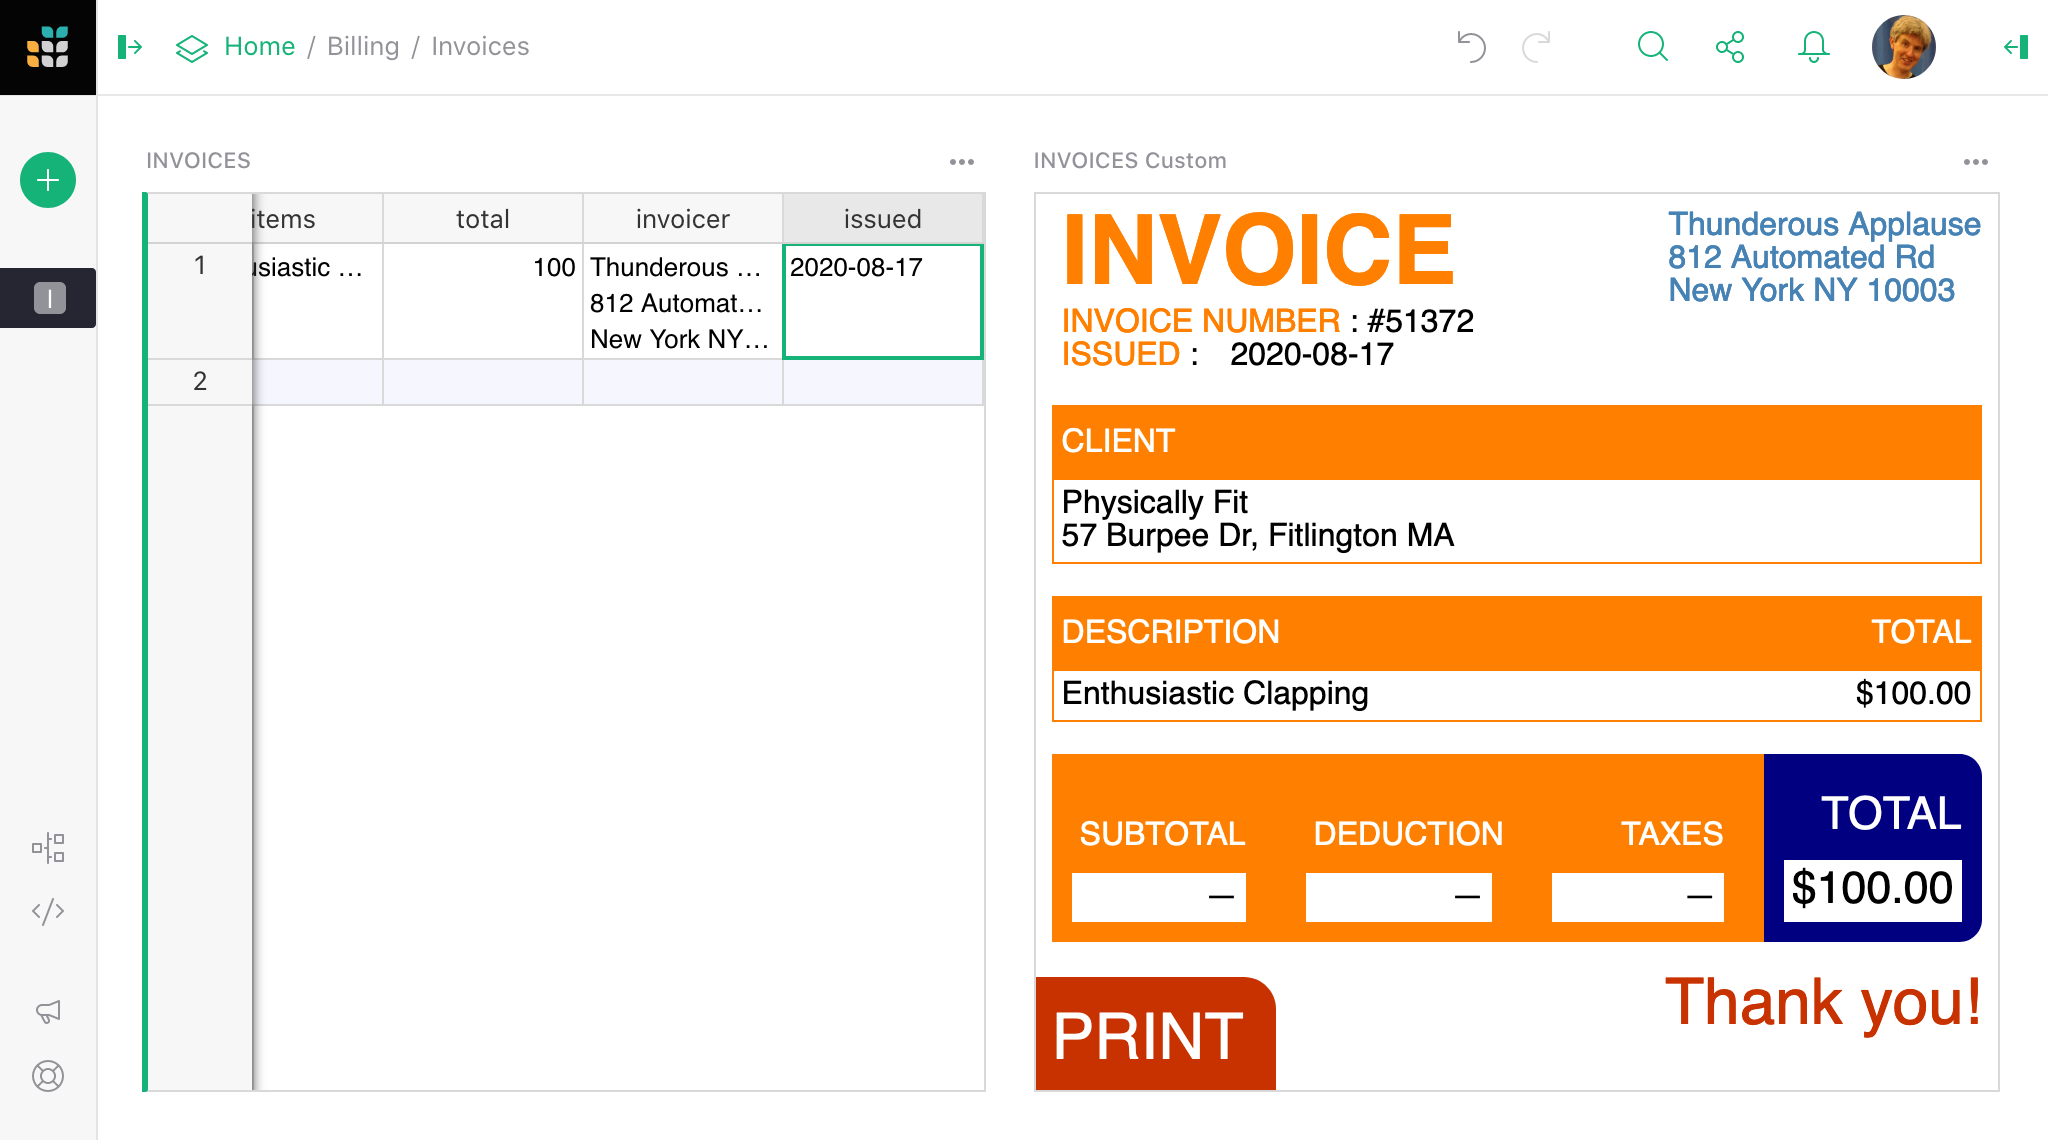 Home / Billing / Invoices
I
INVOICES
items total invoicer issued
1 usiastic ... 100 Thunderous ... 2020-08-17
812 Automat...
New York NY...
2
INVOICES Custom
INVOICE
Thunderous Applause
812 Automated Rd
New York NY 10003
INVOICE NUMBER : #51372
ISSUED : 2020-08-17
CLIENT
Physically Fit
57 Burpee Dr, Fitlington MA
DESCRIPTION TOTAL
Enthusiastic Clapping $100.00
SUBTOTAL DEDUCTION TAXES TOTAL
— — — $100.00
PRINT
Thank you!